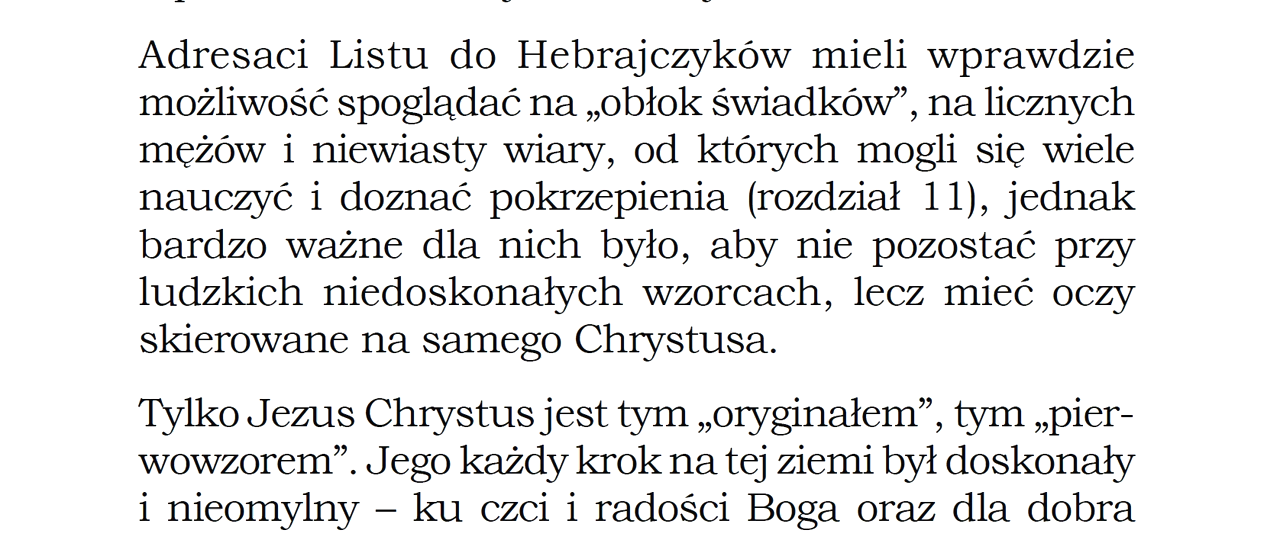 Adresaci Listu do Hebrajczyków mieli wprawdzie
możliwość spoglądać na „obłok świadków”, na licznych
mężów i niewiasty wiary, od których mogli się wiele
nauczyć i doznać pokrzepienia (rozdział 11), jednak
bardzo ważne dla nich było, aby nie pozostać przy
ludzkich niedoskonałych wzorcach, lecz mieć oczy
skierowane na samego Chrystusa.
Tylko Jezus Chrystus jest tym „oryginałem”, tym „pier-
wowzorem”. Jego każdy krok na tej ziemi był doskonały
i nieomylny – ku czci i radości Boga oraz dla dobra